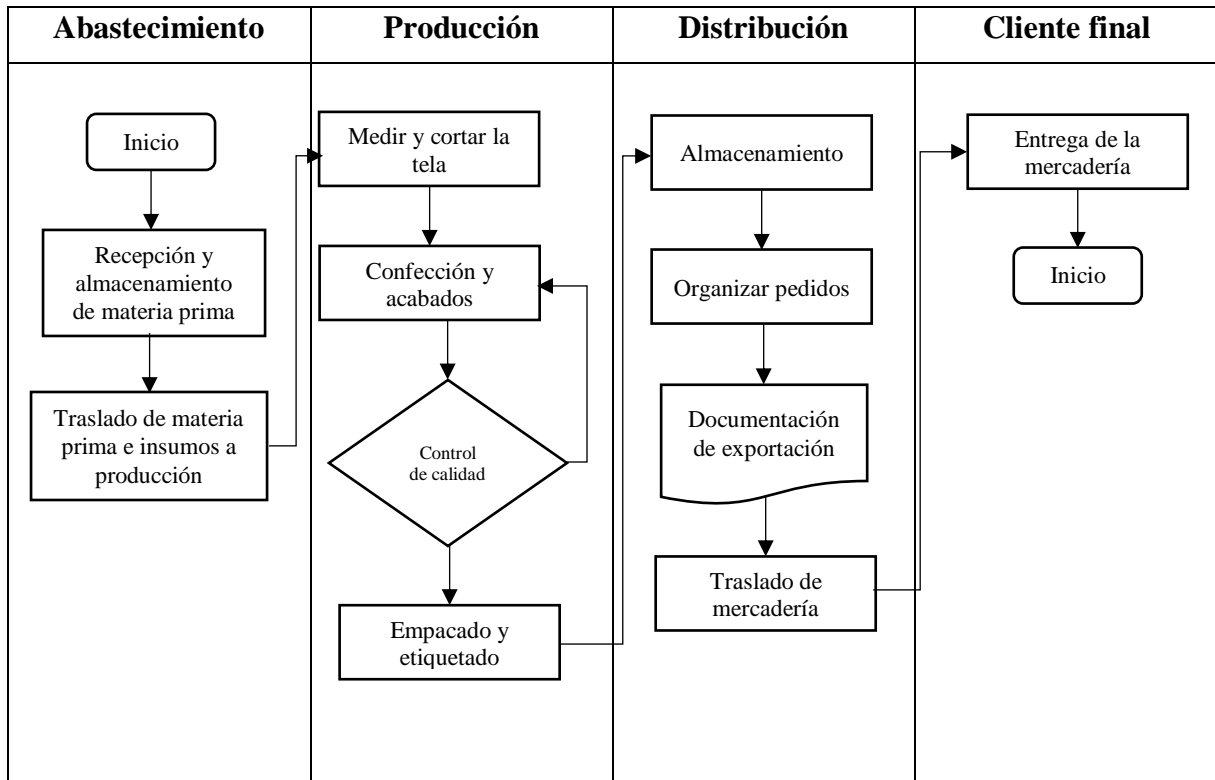 Abastecimiento
Producción
Distribución
Cliente final
Inicio
Recepción y
almacenamiento
de materia prima
Traslado de materia
prima e insumos a
producción
Medir y cortar la
tela
Confección y
acabados
Control
de calidad
Empacado y
etiquetado
Almacenamiento
Organizar pedidos
Documentación
de exportación
Traslado de
mercadería
Entrega de la
mercadería
Inicio